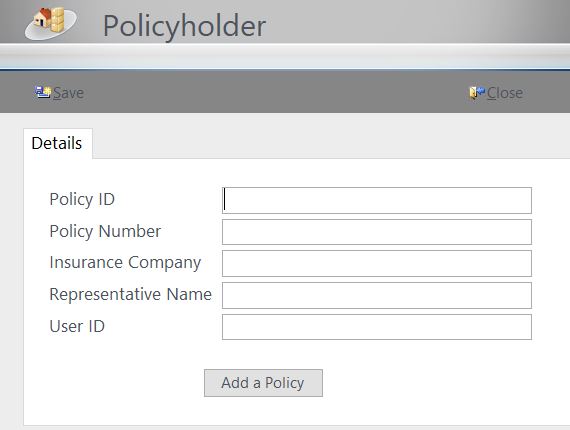 Policyholder
Save Close
Details
Policy ID
Policy Number
Insurance Company
Representative Name
User ID
Add a Policy